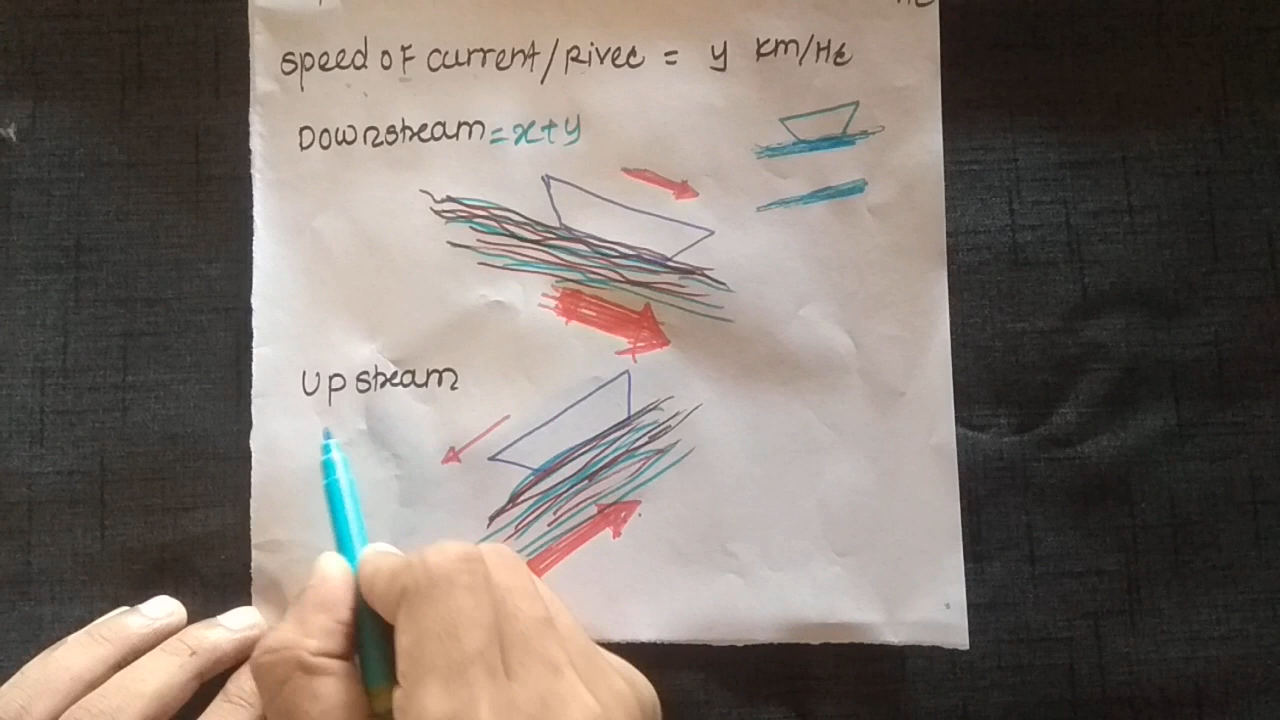 speed of current/River = y km/Hr
Downstream = x+y
Upstream